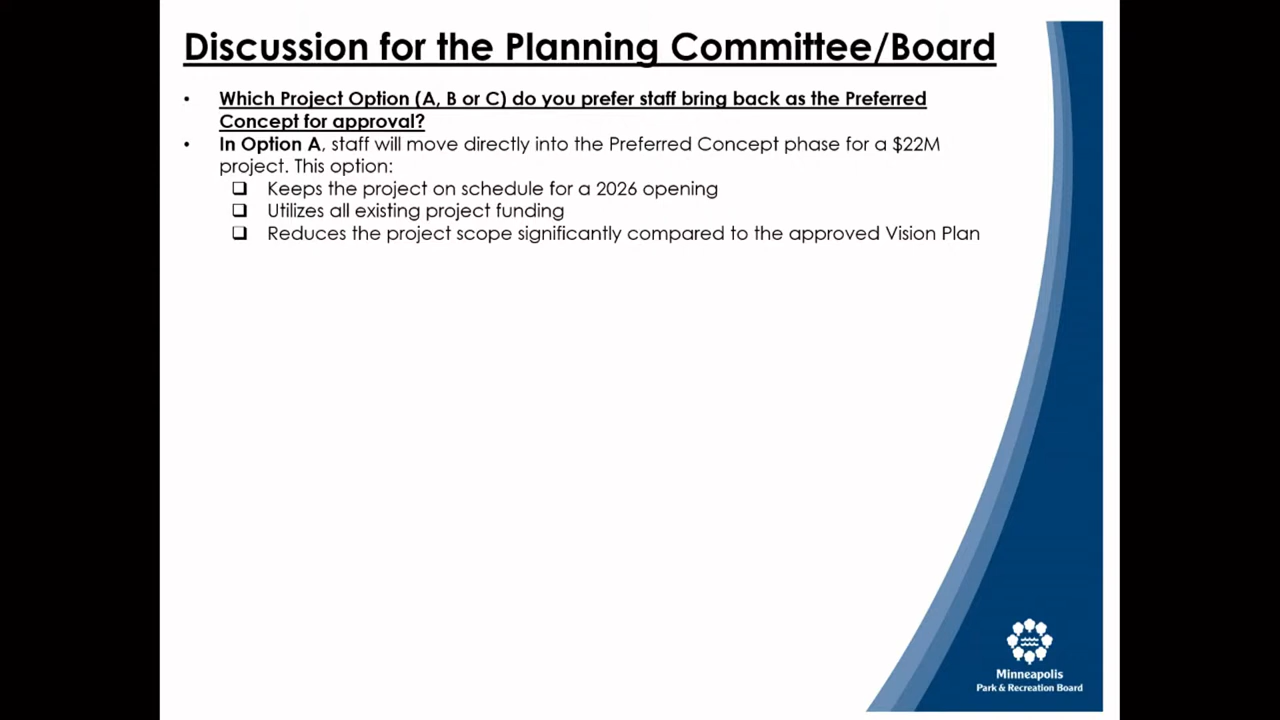 Discussion for the Planning Committee/Board
• Which Project Option (A, B or C) do you prefer staff bring back as the Preferred
Concept for approval?
• In Option A, staff will move directly into the Preferred Concept phase for a $22M
project. This option:
❑ Keeps the project on schedule for a 2026 opening
❑ Utilizes all existing project funding
❑ Reduces the project scope significantly compared to the approved Vision Plan
Minneapolis
Park & Recreation Board